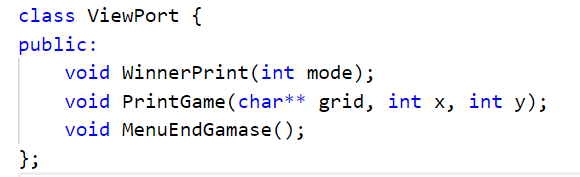 class ViewPort {
public:
    void WinnerPrint(int mode);
    void PrintGame(char** grid, int x, int y);
    void MenuEndGamase();
};